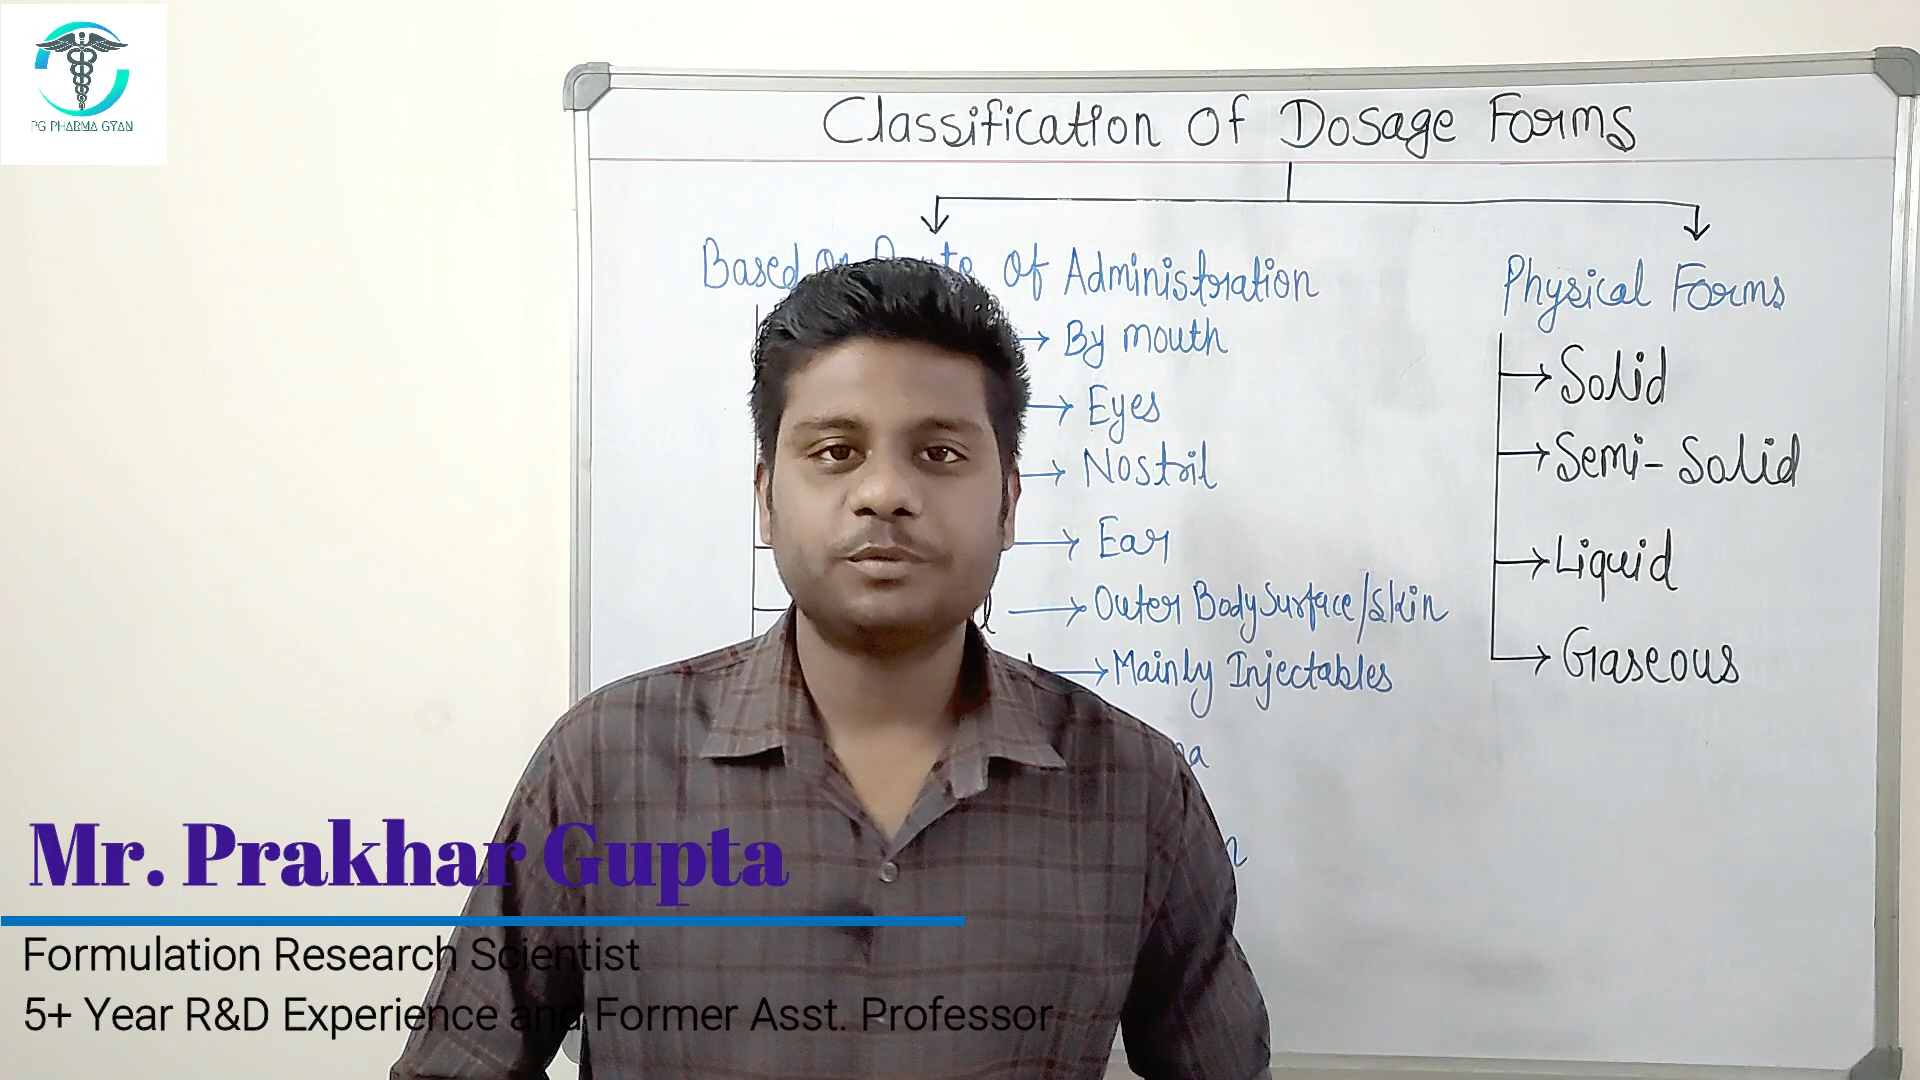 PG PHARMA GYAN
Classification Of Dosage Forms
Based Of Administration
By mouth
Eyes
Nostril
Ear
Outer Body Surface/Skin
Mainly Injectables
Physical Forms
Solid
Semi-Solid
Liquid
Gaseous
Mr. Prakhar Gupta
Formulation Research Scientist
5+ Year R&D Experience and Former Asst. Professor